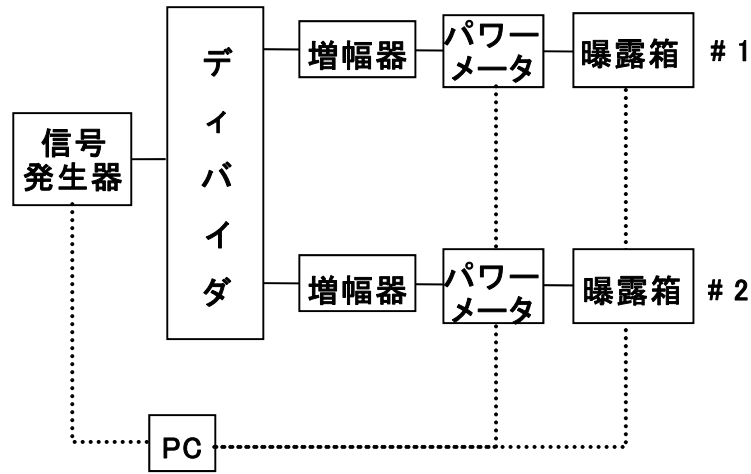 増幅器
パワー
メータ
曝露箱
#1
信号
発生器
ディバイダ
増幅器
パワー
メータ
曝露箱
#2
PC